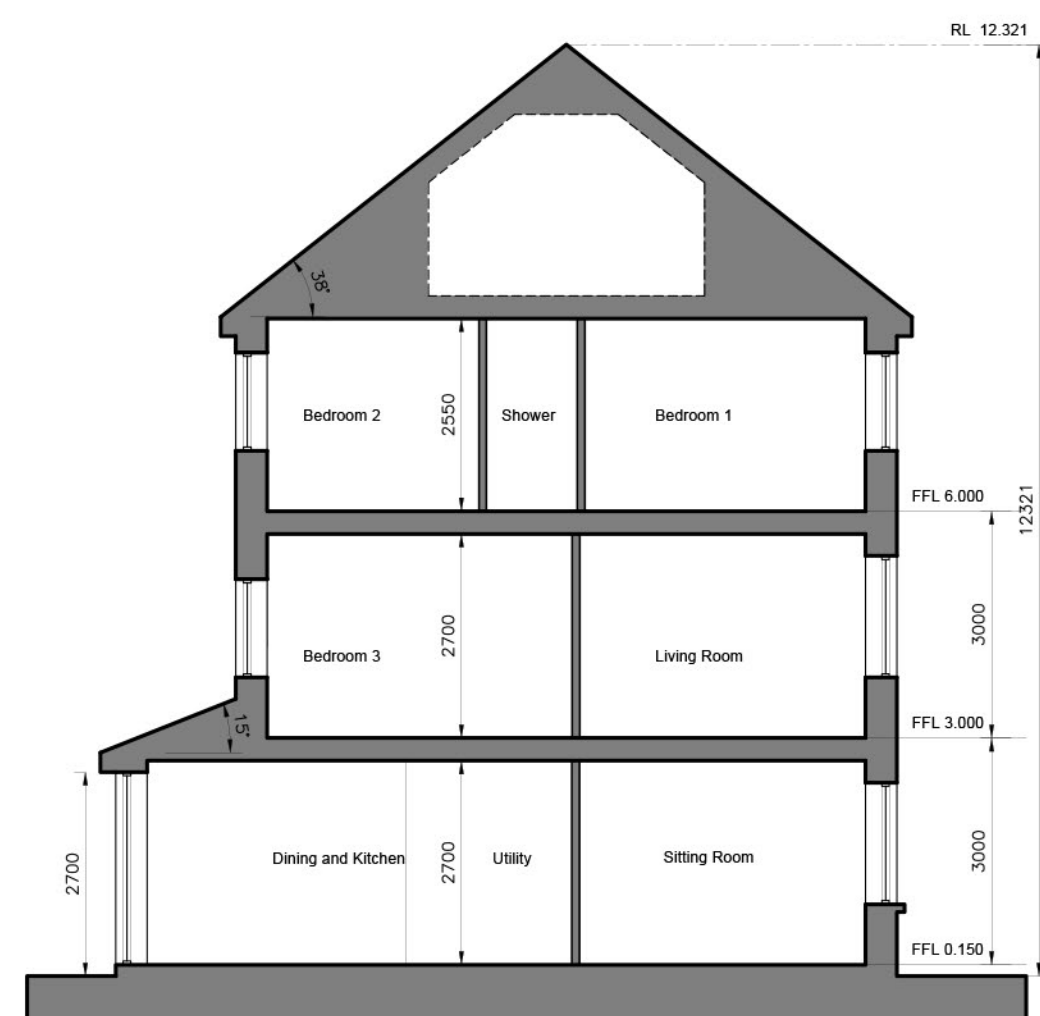 RL 12.321
38°
Bedroom 2
2550
Shower
Bedroom 1
FFL 6.000
12321
Bedroom 3
2700
Living Room
3000
15°
FFL 3.000
2700
Dining and Kitchen
2700
Utility
Sitting Room
3000
FFL 0.150